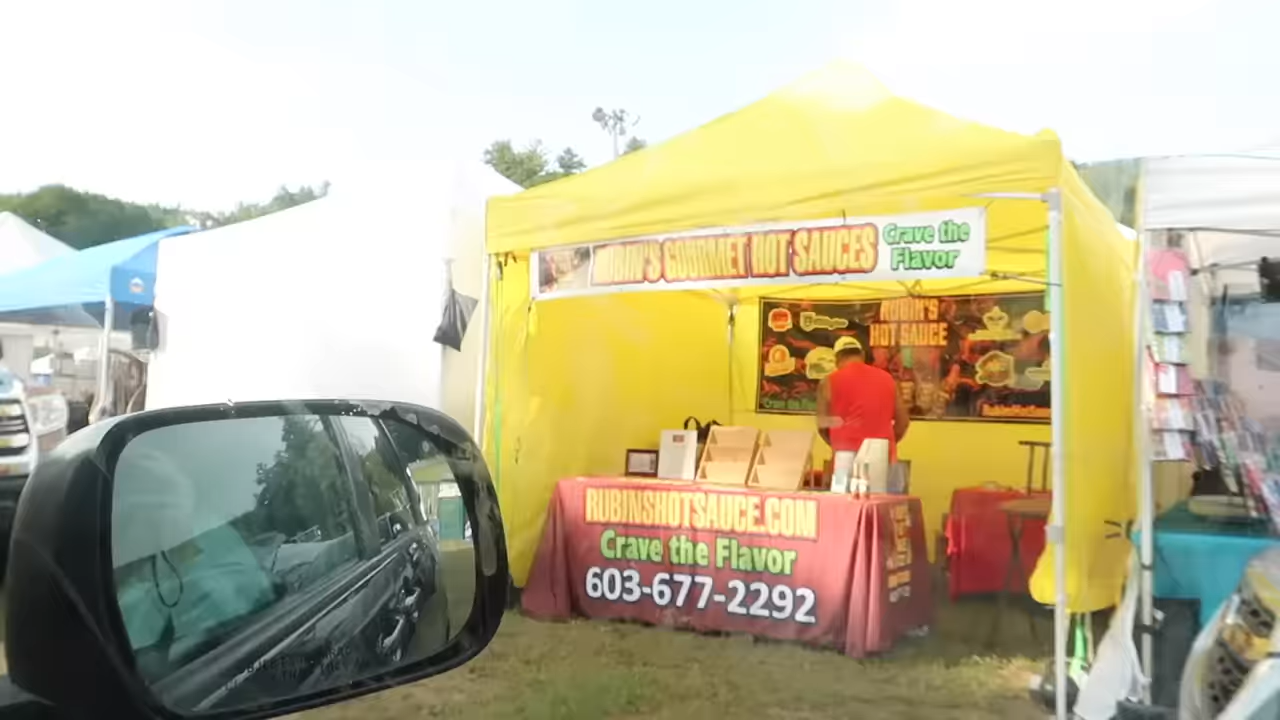 RUBIN'S GOURMET HOT SAUCES
Crave the
Flavor
RUBIN'S
HOT SAUCE
RUBINSHOTSAUCE.COM
Crave the Flavor
603-677-2292